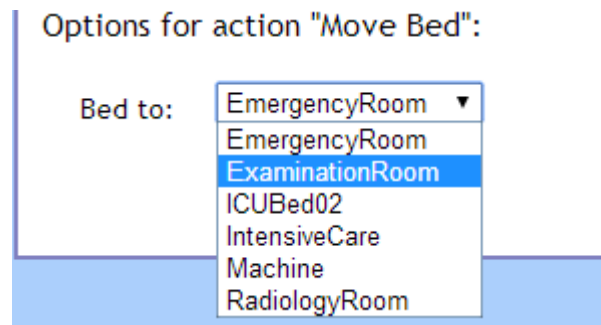 Options for action "Move Bed":
Bed to: EmergencyRoom ▼
EmergencyRoom
ExaminationRoom
ICUBed02
IntensiveCare
Machine
RadiologyRoom